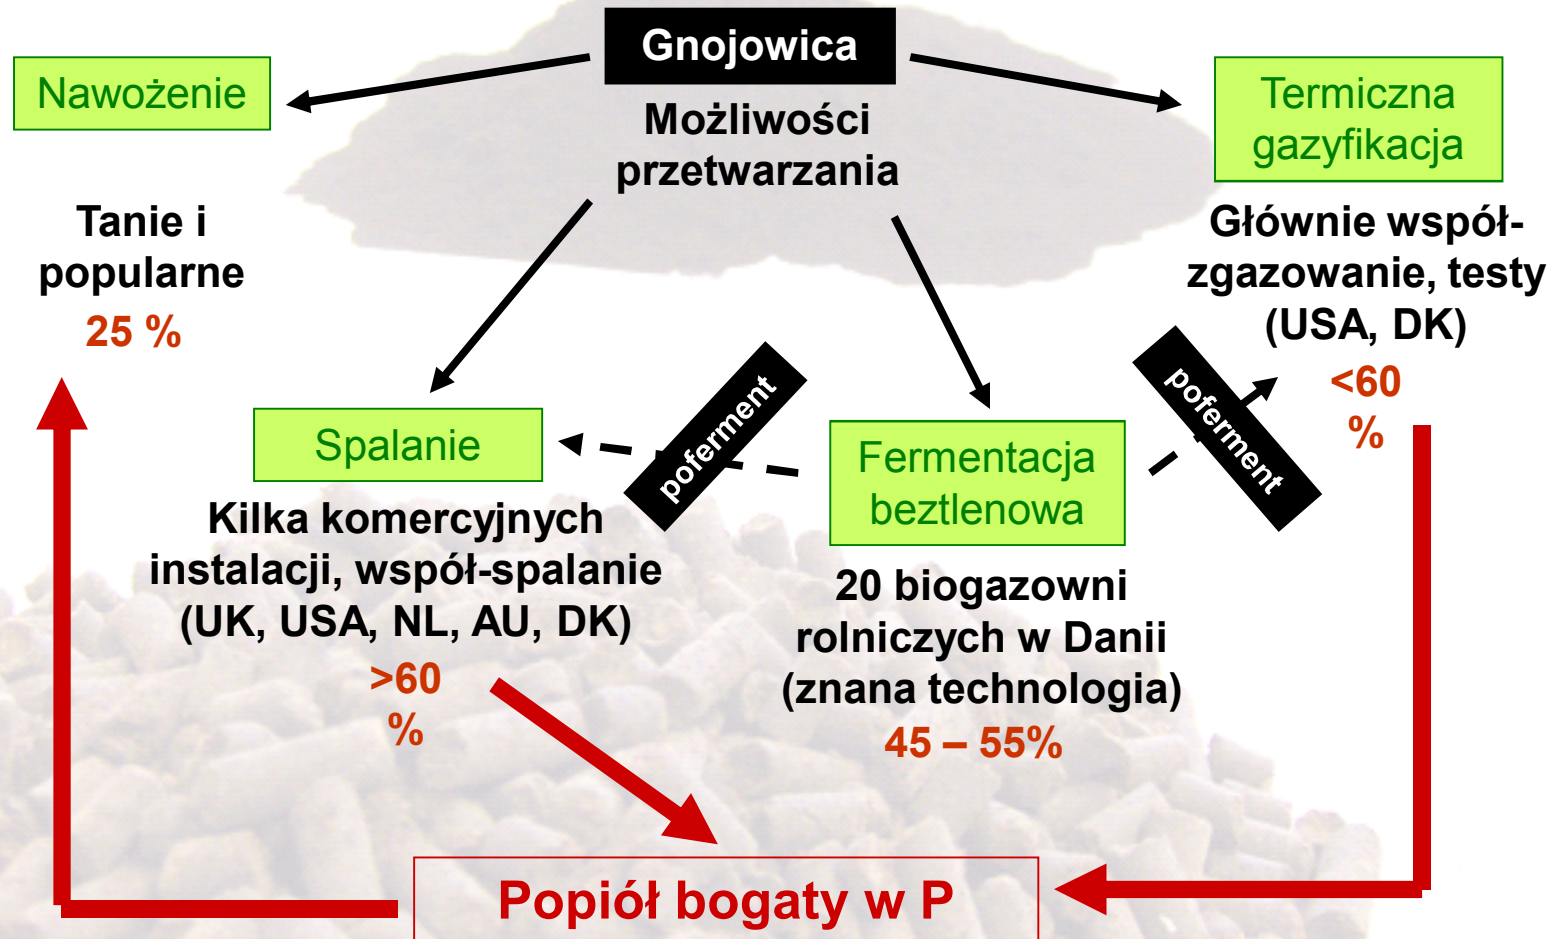 Gnojowica
Możliwości
przetwarzania
Nawożenie
Tanie i
popularne
25 %
Termiczna
gazyfikacja
Głównie współ-
zgazowanie, testy
(USA, DK)
<60
%
Spalanie
Kilka komercyjnych
instalacji, współ-spalanie
(UK, USA, NL, AU, DK)
>60
%
poferment
Fermentacja
beztlenowa
20 biogazowni
rolniczych w Danii
(znana technologia)
45 – 55%
poferment
Popiół bogaty w P